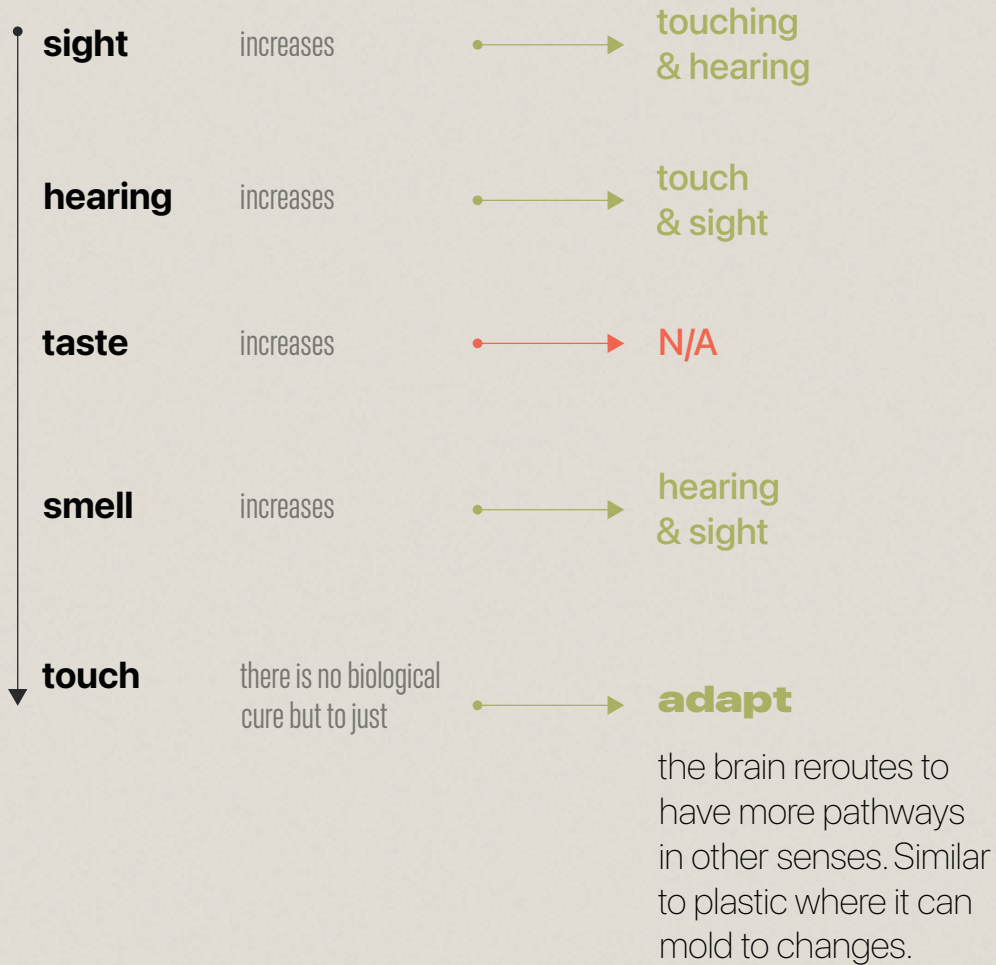 sight increases touching
& hearing
hearing increases touch
& sight
taste increases N/A
smell increases hearing
& sight
touch there is no biological
cure but to just adapt
the brain reroutes to
have more pathways
in other senses. Similar
to plastic where it can
mold to changes.